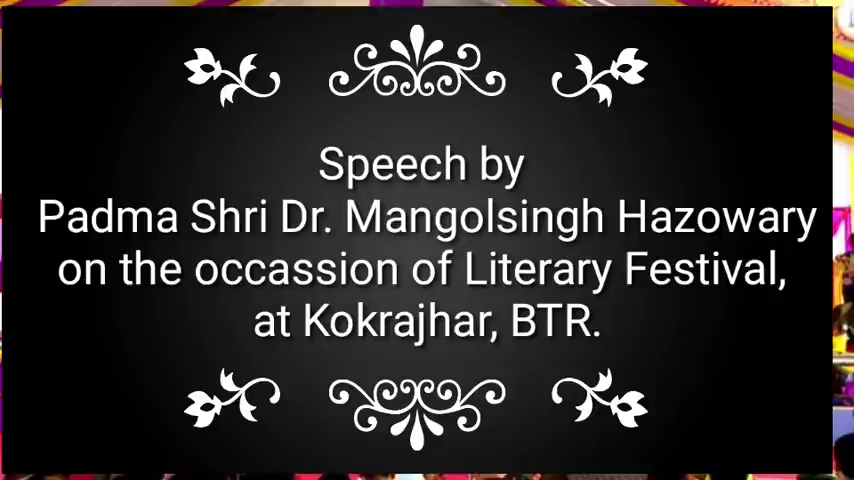 Speech by
Padma Shri Dr. Mangolsingh Hazowary
on the occassion of Literary Festival,
at Kokrajhar, BTR.